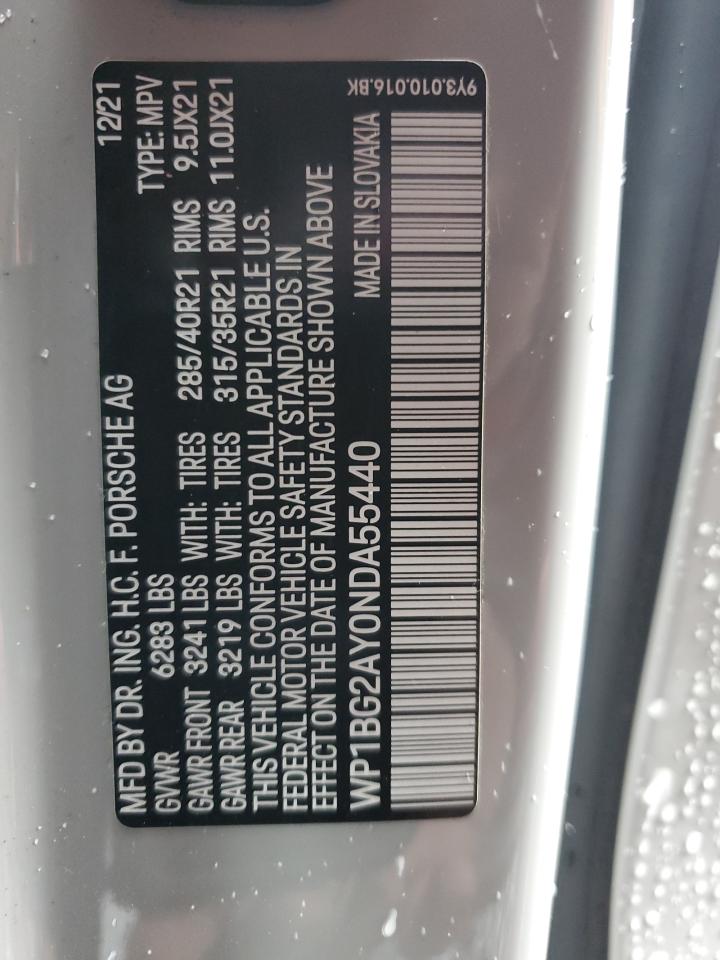 MFD BY DR. ING. H.C. F. PORSCHE AG 12/21
GVWR 6283 LBS TYPE: MPV
GAWR FRONT 3241 LBS WITH: TIRES 285/40R21 RIMS 9.5JX21
GAWR REAR 3219 LBS WITH: TIRES 315/35R21 RIMS 11.0JX21
THIS VEHICLE CONFORMS TO ALL APPLICABLE U.S.
FEDERAL MOTOR VEHICLE SAFETY STANDARDS IN
EFFECT ON THE DATE OF MANUFACTURE SHOWN ABOVE
WP1BG2AY0NDA55440 MADE IN SLOVAKIA
9Y3.010.016.BK